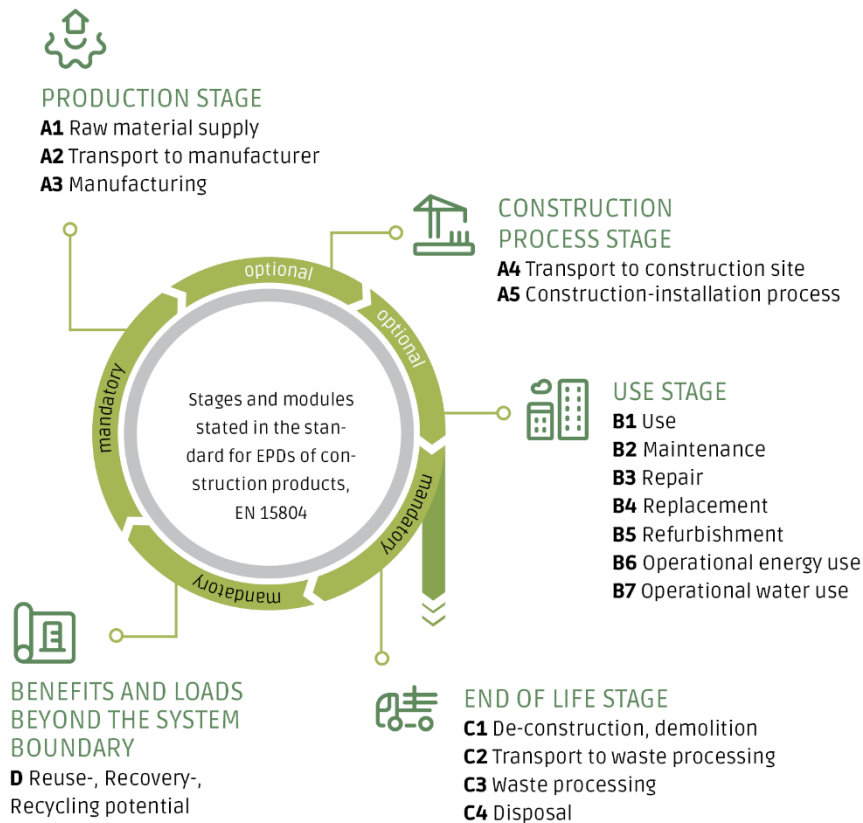 PRODUCTION STAGE
A1 Raw material supply
A2 Transport to manufacturer
A3 Manufacturing
CONSTRUCTION
PROCESS STAGE
A4 Transport to construction site
A5 Construction-installation process
optional
optional
mandatory
mandatory
mandatory
Stages and modules
stated in the stan-
dard for EPDs of con-
struction products,
EN 15804
USE STAGE
B1 Use
B2 Maintenance
B3 Repair
B4 Replacement
B5 Refurbishment
B6 Operational energy use
B7 Operational water use
BENEFITS AND LOADS
BEYOND THE SYSTEM
BOUNDARY
D Reuse-, Recovery-,
Recycling potential
END OF LIFE STAGE
C1 De-construction, demolition
C2 Transport to waste processing
C3 Waste processing
C4 Disposal